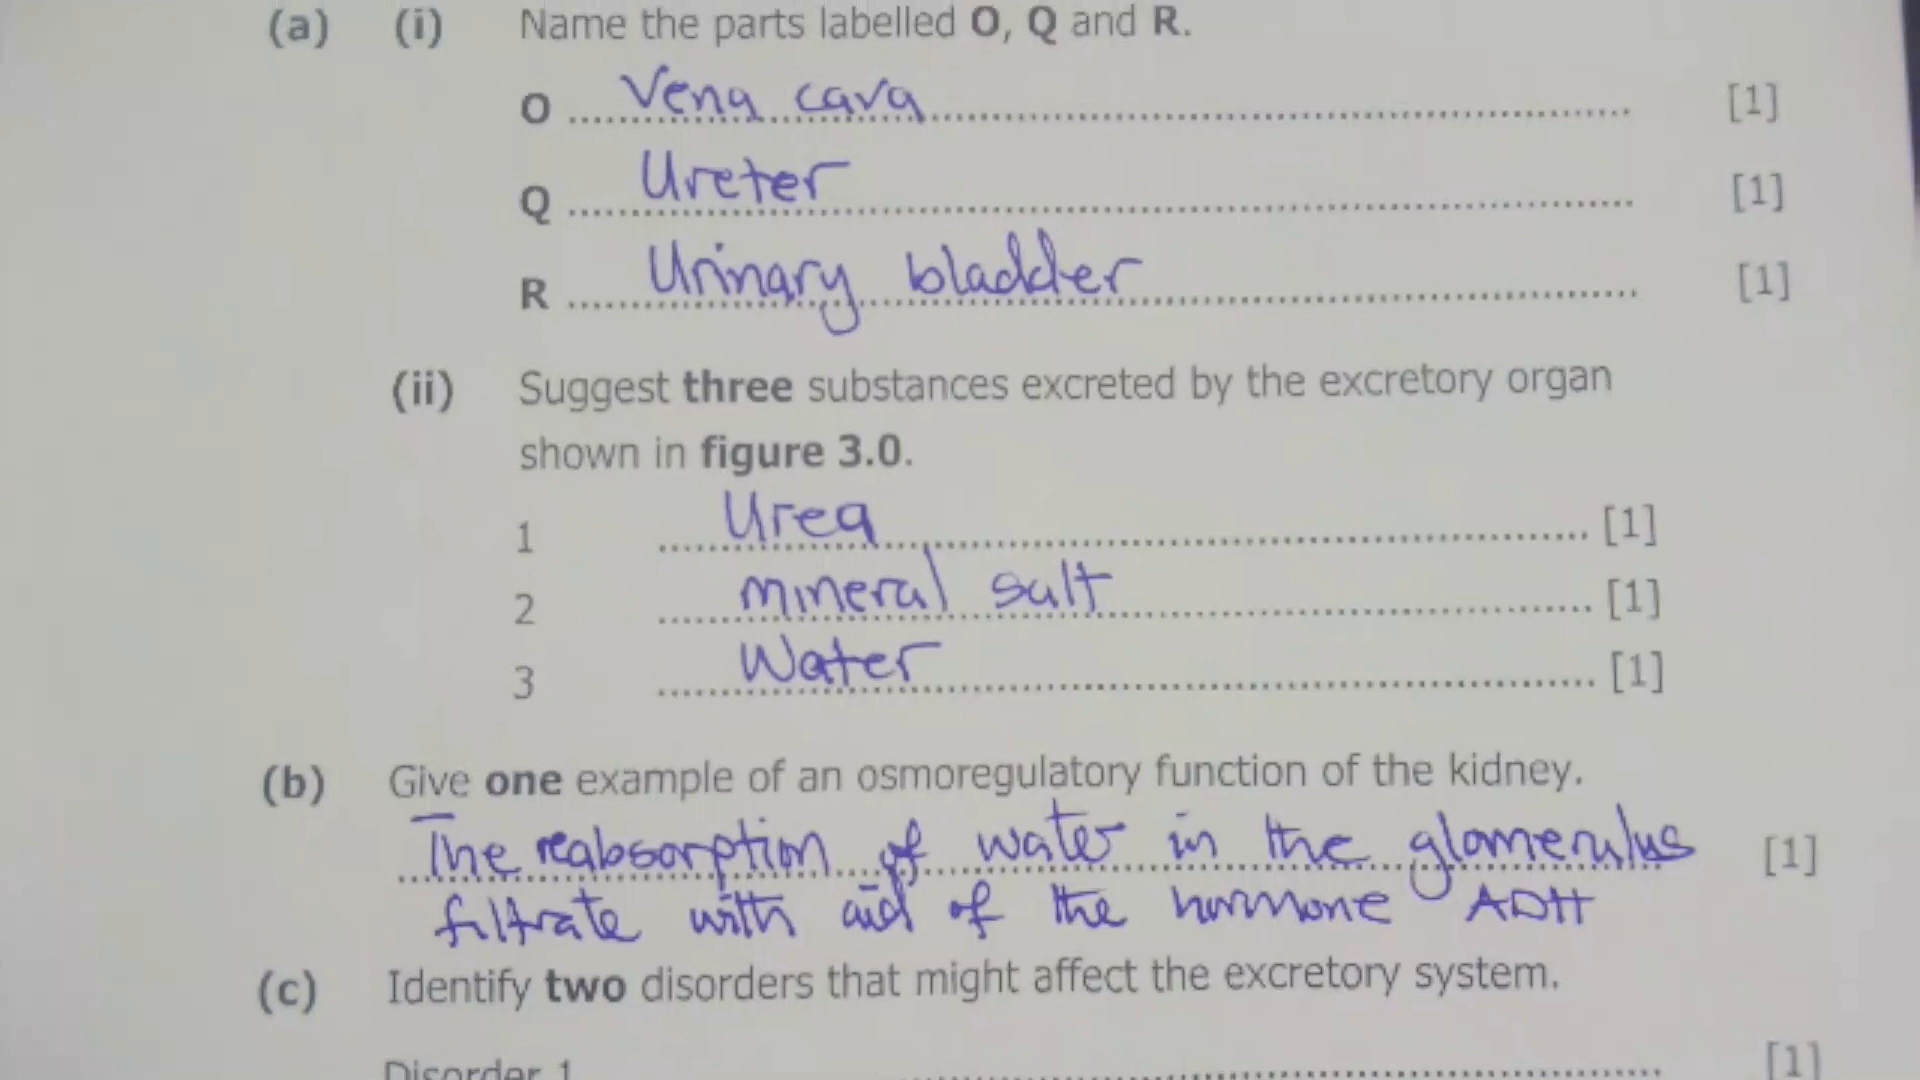 (a) (i) Name the parts labelled O, Q and R.
O Vena cava [1]
Q Ureter [1]
R Urinary bladder [1]
(ii) Suggest three substances excreted by the excretory organ
shown in figure 3.0.
1 Urea [1]
2 mineral salt [1]
3 Water [1]
(b) Give one example of an osmoregulatory function of the kidney.
The reabsorption of water in the glomerulus [1]
filtrate with aid of the hormone ADH
(c) Identify two disorders that might affect the excretory system.
Disorder 1 [1]